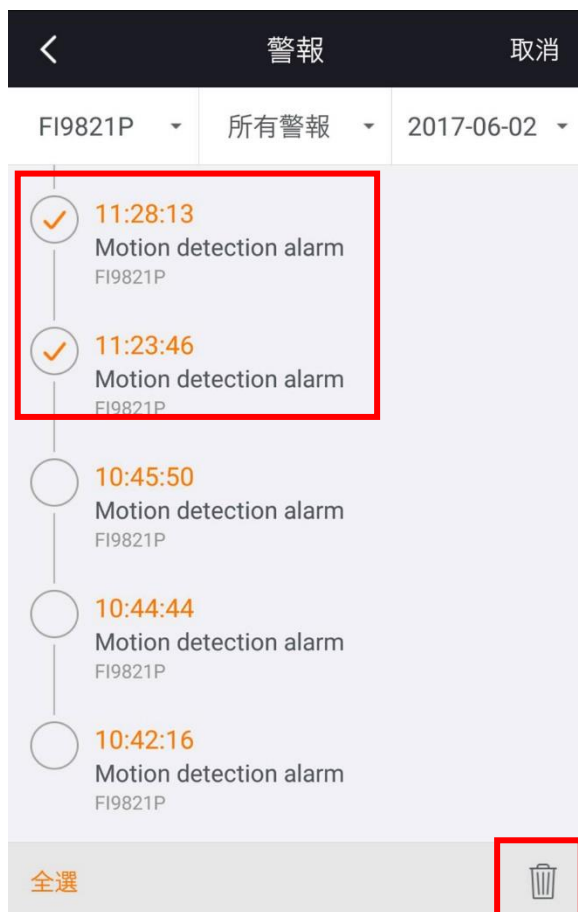 警報
取消
FI9821P
所有警報
2017-06-02
11:28:13
Motion detection alarm
FI9821P
11:23:46
Motion detection alarm
FI9821P
10:45:50
Motion detection alarm
FI9821P
10:44:44
Motion detection alarm
FI9821P
10:42:16
Motion detection alarm
FI9821P
全選